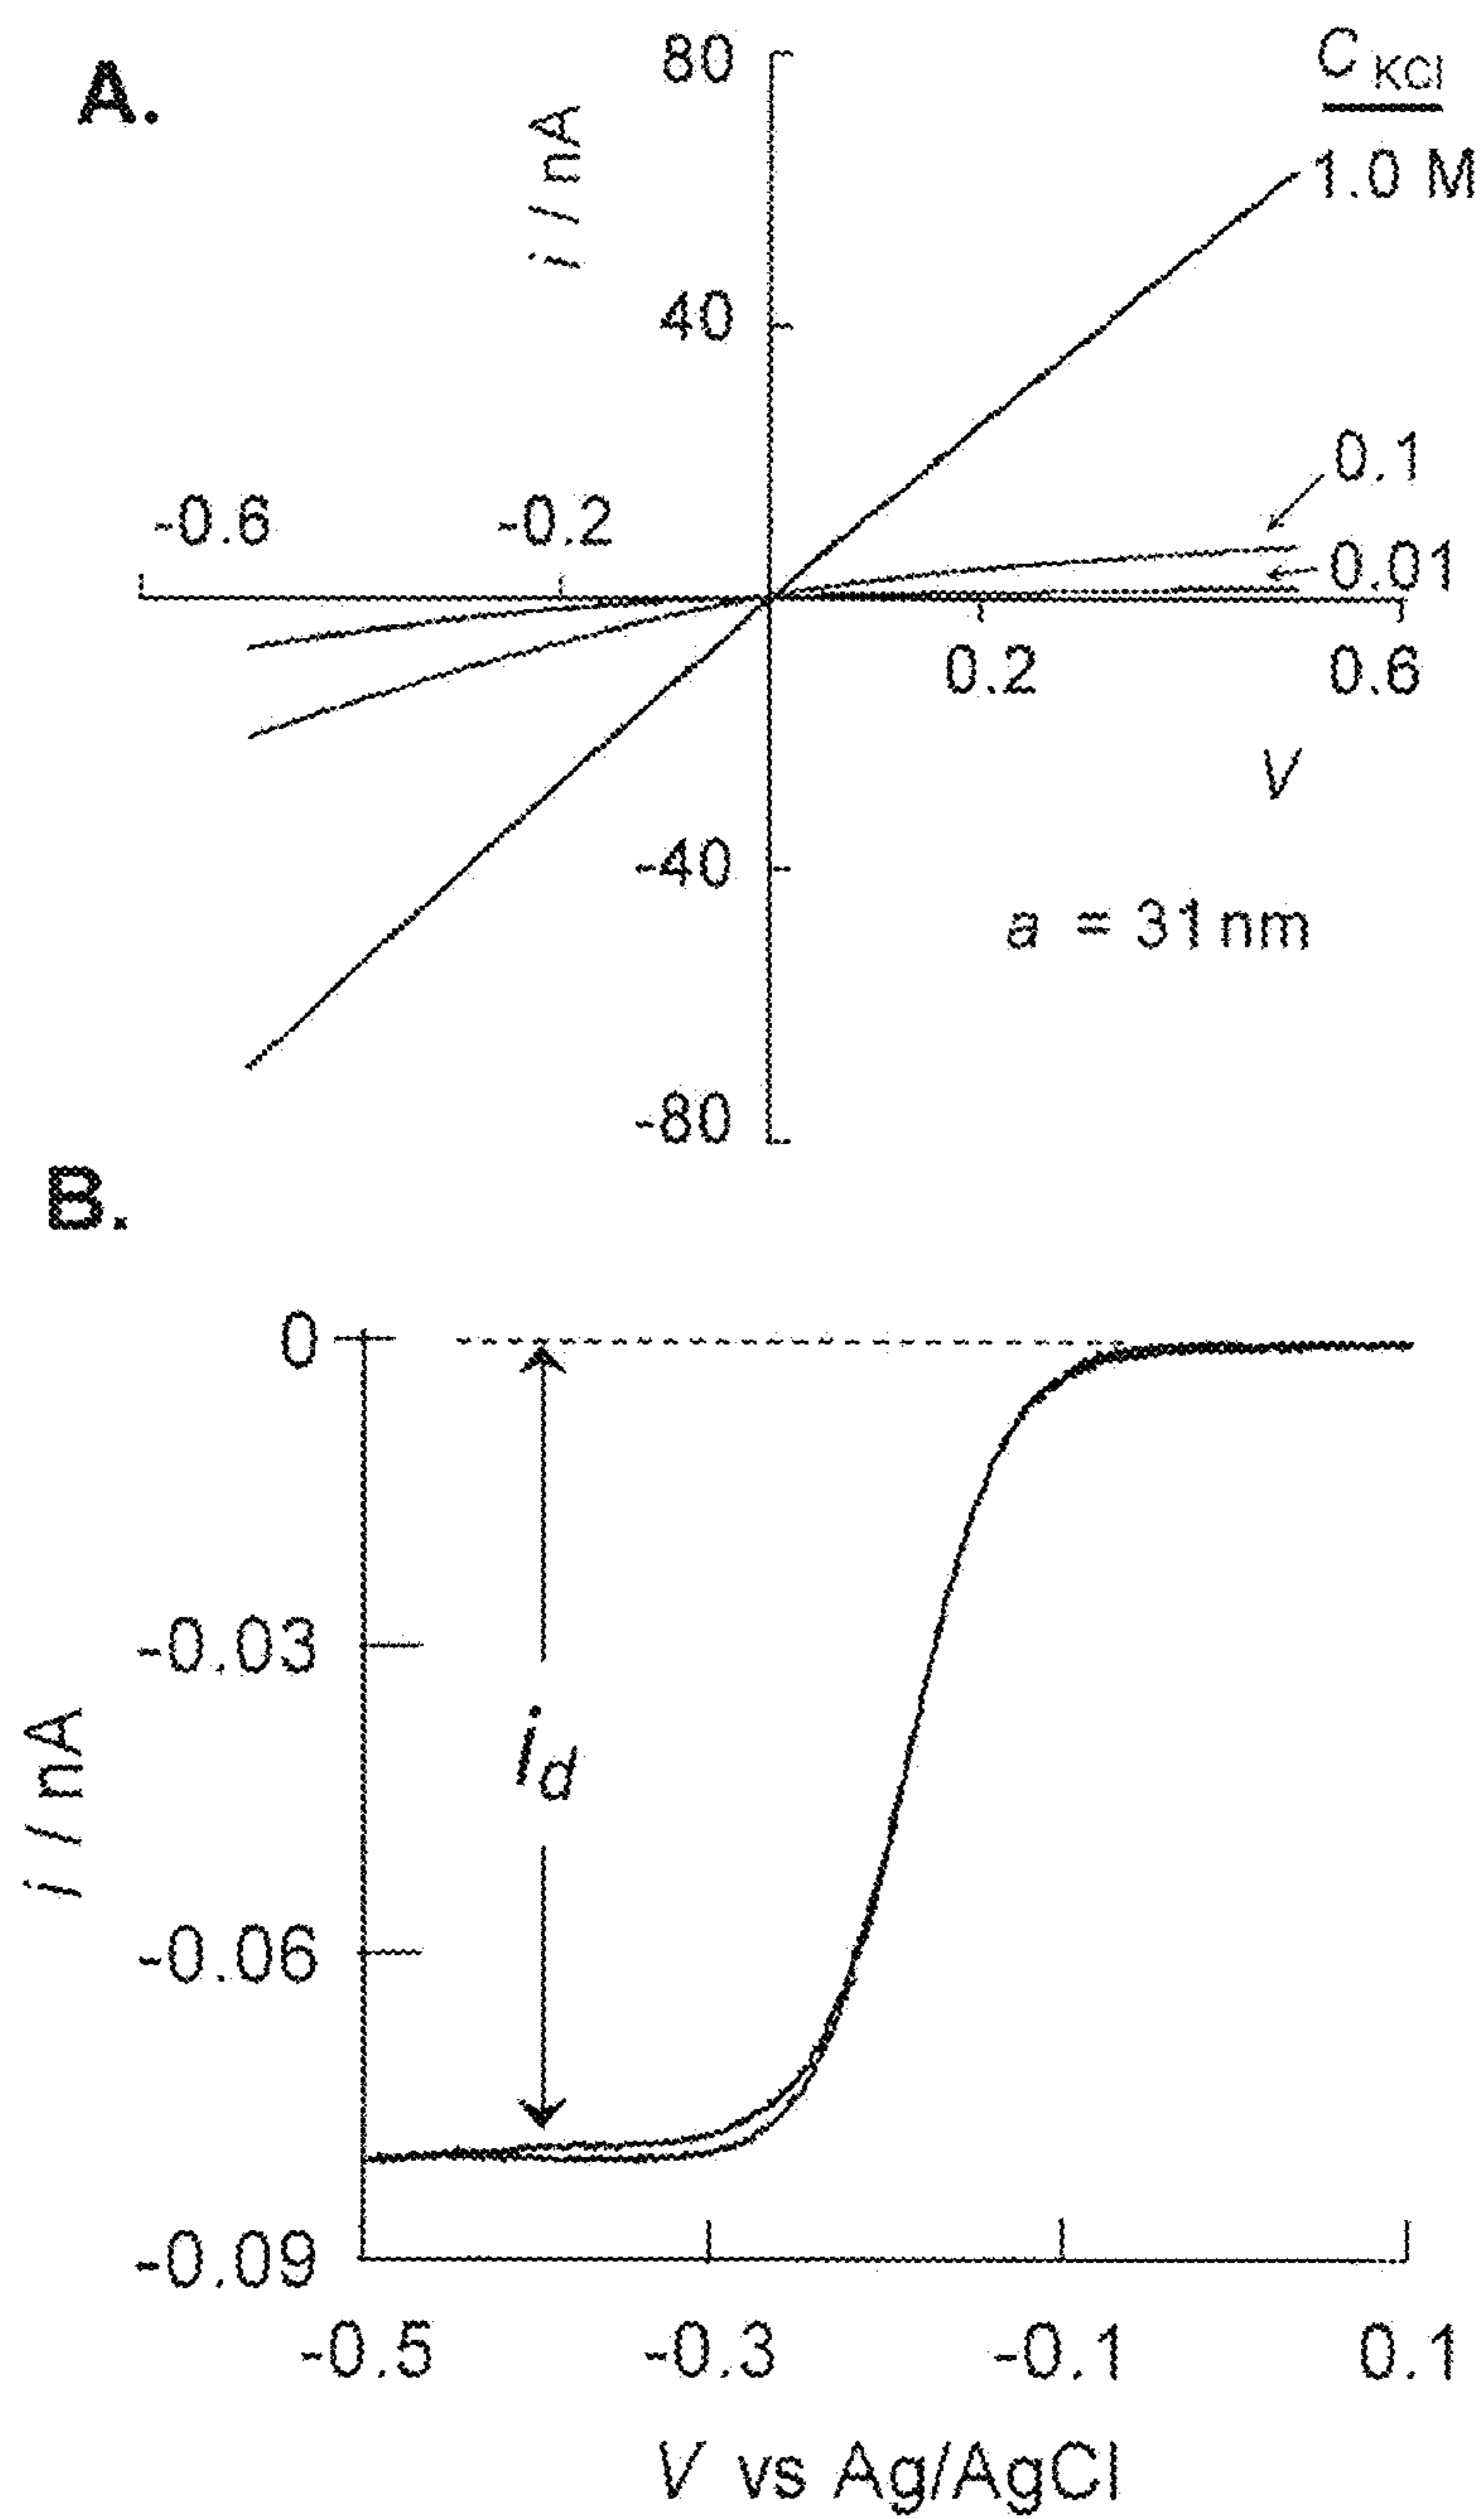 A.
80
C KCl
i / nA
1.0 M
40
0.1
-0.6
-0.2
0.01
0.2
0.6
V
-40
a = 31nm
-80
B.
0
-0.03
id
i / nA
-0.06
-0.09
-0.5
-0.3
-0.1
0.1
V vs Ag/AgCl